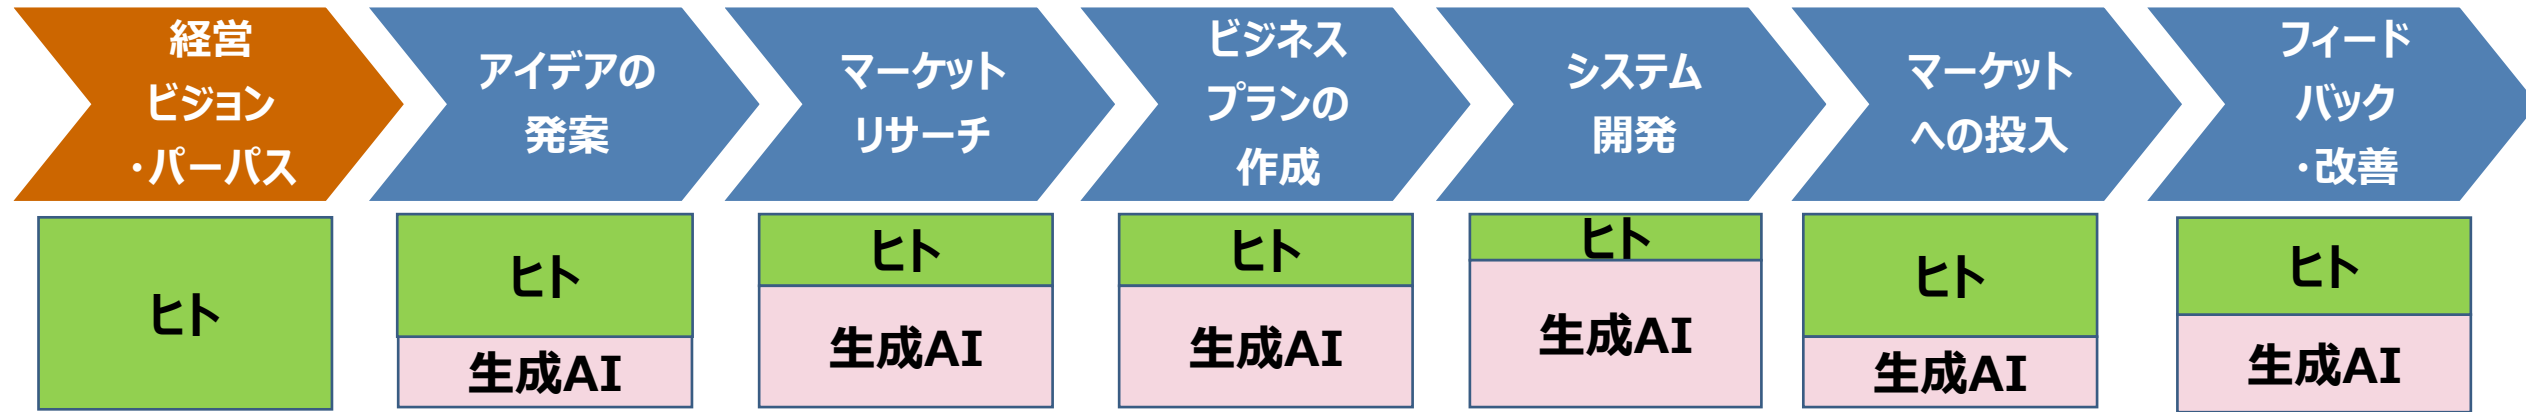 経営
ビジョン
・パーパス
アイデアの
発案
マーケット
リサーチ
ビジネス
プランの
作成
システム
開発
マーケット
への投入
フィード
バック
・改善
ヒト
ヒト
生成AI
ヒト
生成AI
ヒト
生成AI
ヒト
生成AI
ヒト
生成AI
ヒト
生成AI